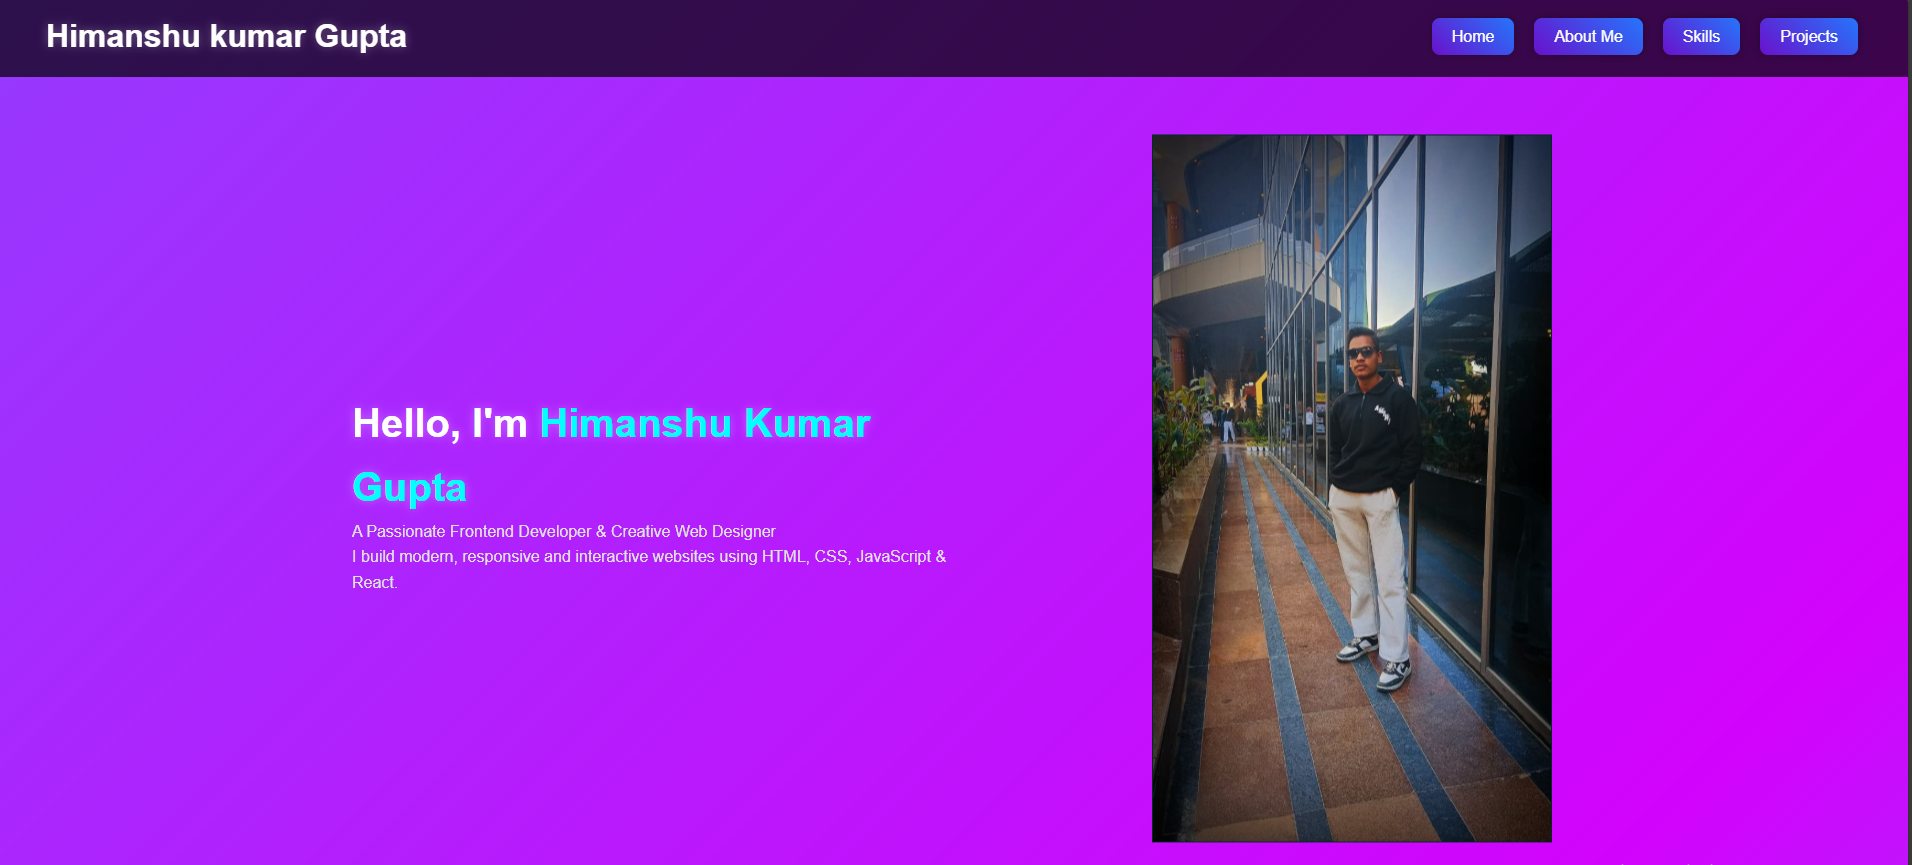 Himanshu kumar Gupta
Home
About Me
Skills
Projects
Hello, I'm Himanshu Kumar
Gupta
A Passionate Frontend Developer & Creative Web Designer
I build modern, responsive and interactive websites using HTML, CSS, JavaScript &
React.